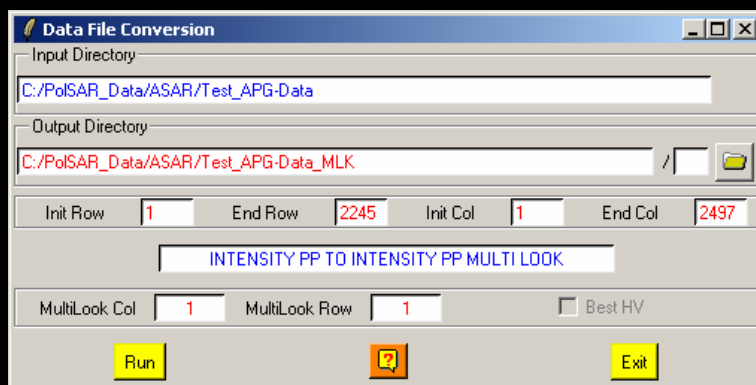 Data File Conversion
Input Directory
C:/PolSAR_Data/ASAR/Test_APG-Data
Output Directory
C:/PolSAR_Data/ASAR/Test_APG-Data_MLK /
Init Row 1 End Row 2245 Init Col 1 End Col 2497
INTENSITY PP TO INTENSITY PP MULTI LOOK
MultiLook Col 1 MultiLook Row 1 Best HV
Run ? Exit